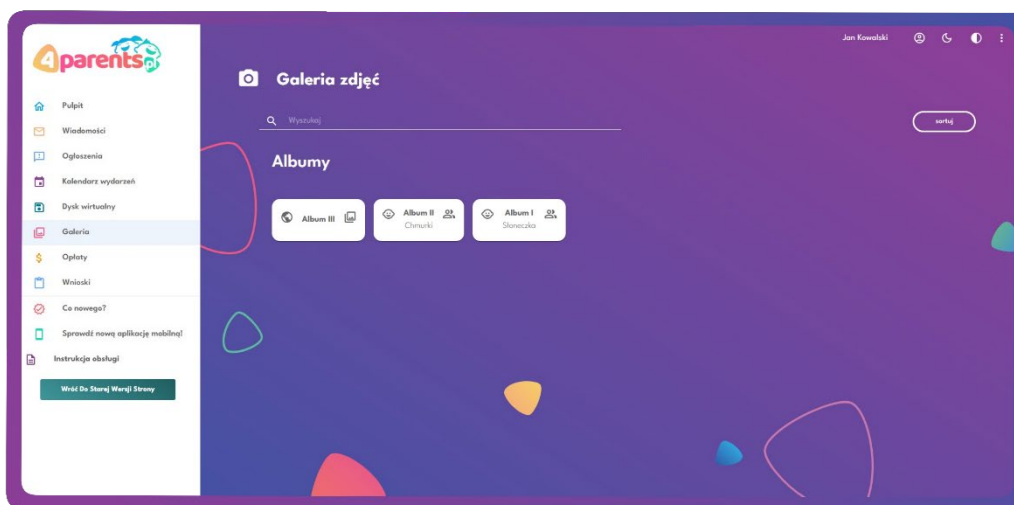 4parents.pl
Jan Kowalski
Galeria zdjęć
Pulpit
Wiadomości
Ogłoszenia
Kalendarz wydarzeń
Dysk wirtualny
Galeria
Opłaty
Wnioski
Co nowego?
Sprawdź nową aplikację mobilną!
Instrukcja obsługi
Wróć Do Starej Wersji Strony
Wyszukaj
sortuj
Albumy
Album III
Album II
Chmurki
Album I
Słoneczka